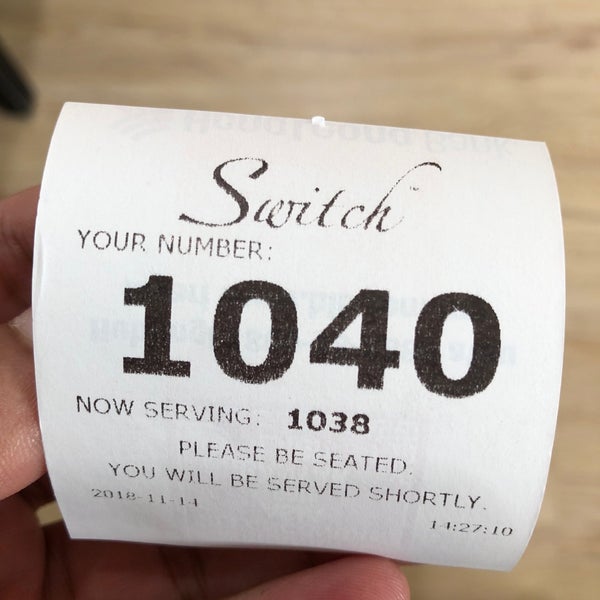 Switch™
YOUR NUMBER:
1040
NOW SERVING: 1038
PLEASE BE SEATED.
YOU WILL BE SERVED SHORTLY.
2018-11-14
14:27:10